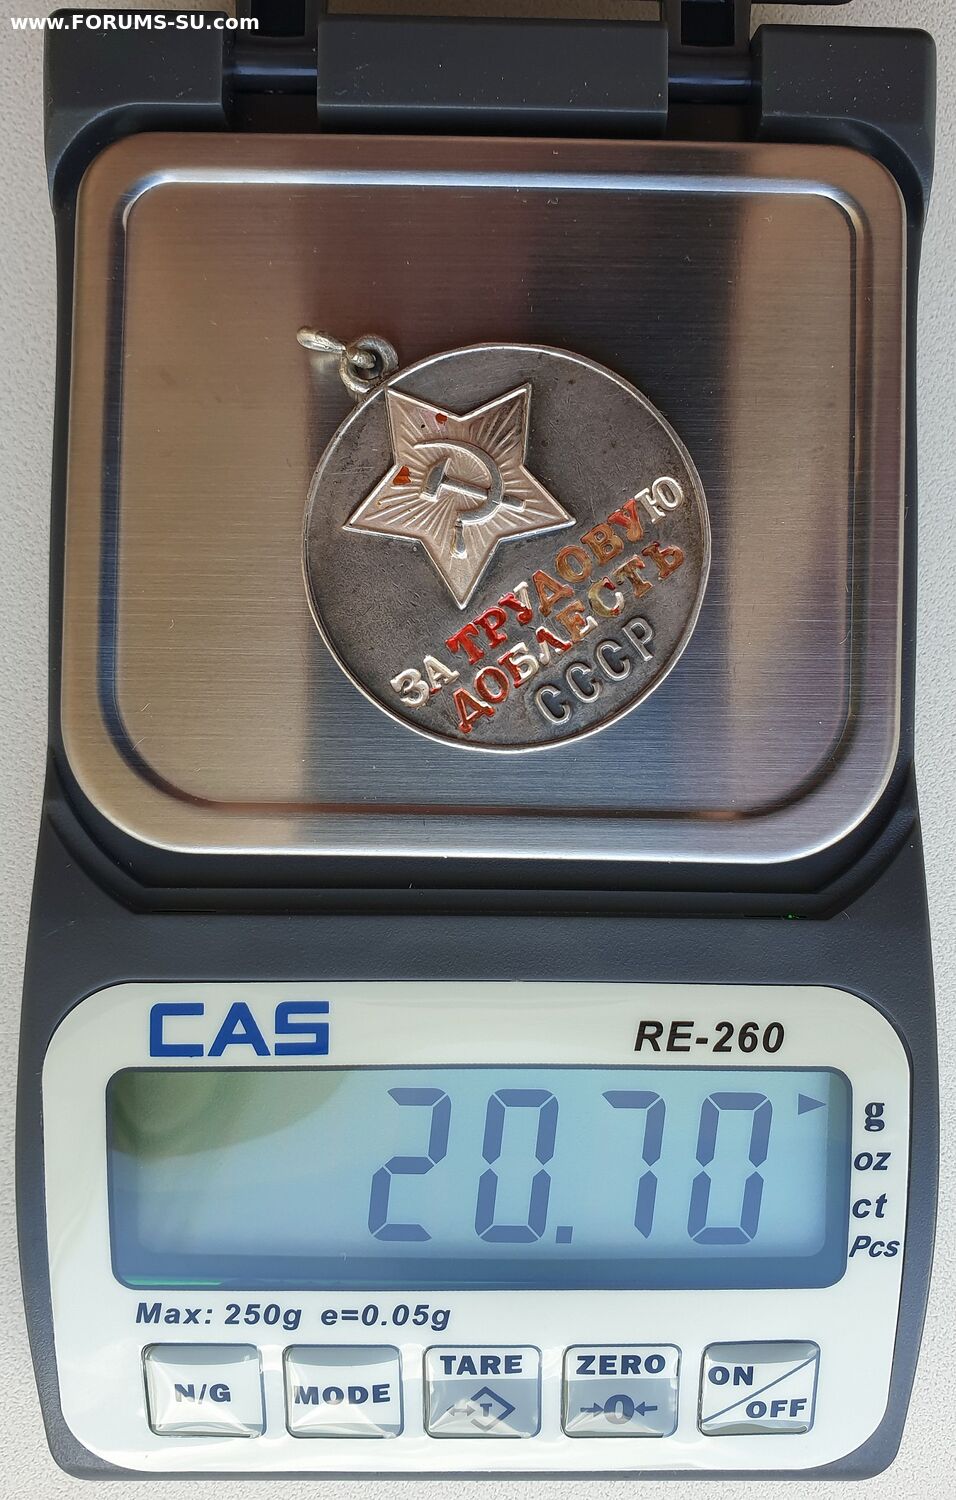 www.FORUMS-SU.com
ЗА ТРУДОВУЮ
ДОБЛЕСТЬ
СССР
CAS
RE-260
20.70
g
oz
ct
Pcs
Max: 250g e=0.05g
N/G
MODE
TARE
T
ZERO
0
ON
OFF